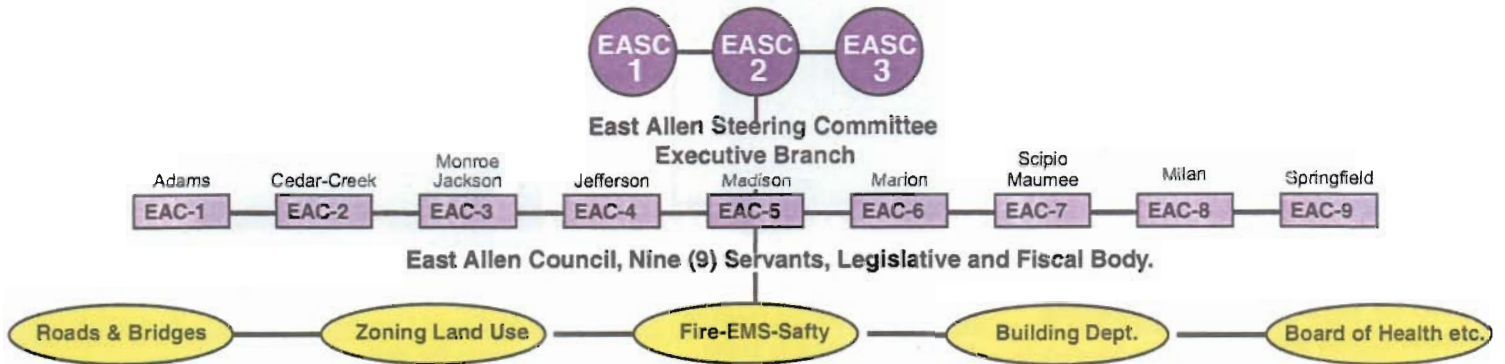 EASC 1 EASC 2 EASC 3
East Allen Steering Committee
Executive Branch
Adams Cedar-Creek Monroe Jackson Jefferson Madison Marion Scipio Maumee Milan Springfield
EAC-1 EAC-2 EAC-3 EAC-4 EAC-5 EAC-6 EAC-7 EAC-8 EAC-9
East Allen Council, Nine (9) Servants, Legislative and Fiscal Body.
Roads & Bridges Zoning Land Use Fire-EMS-Safty Building Dept. Board of Health etc.